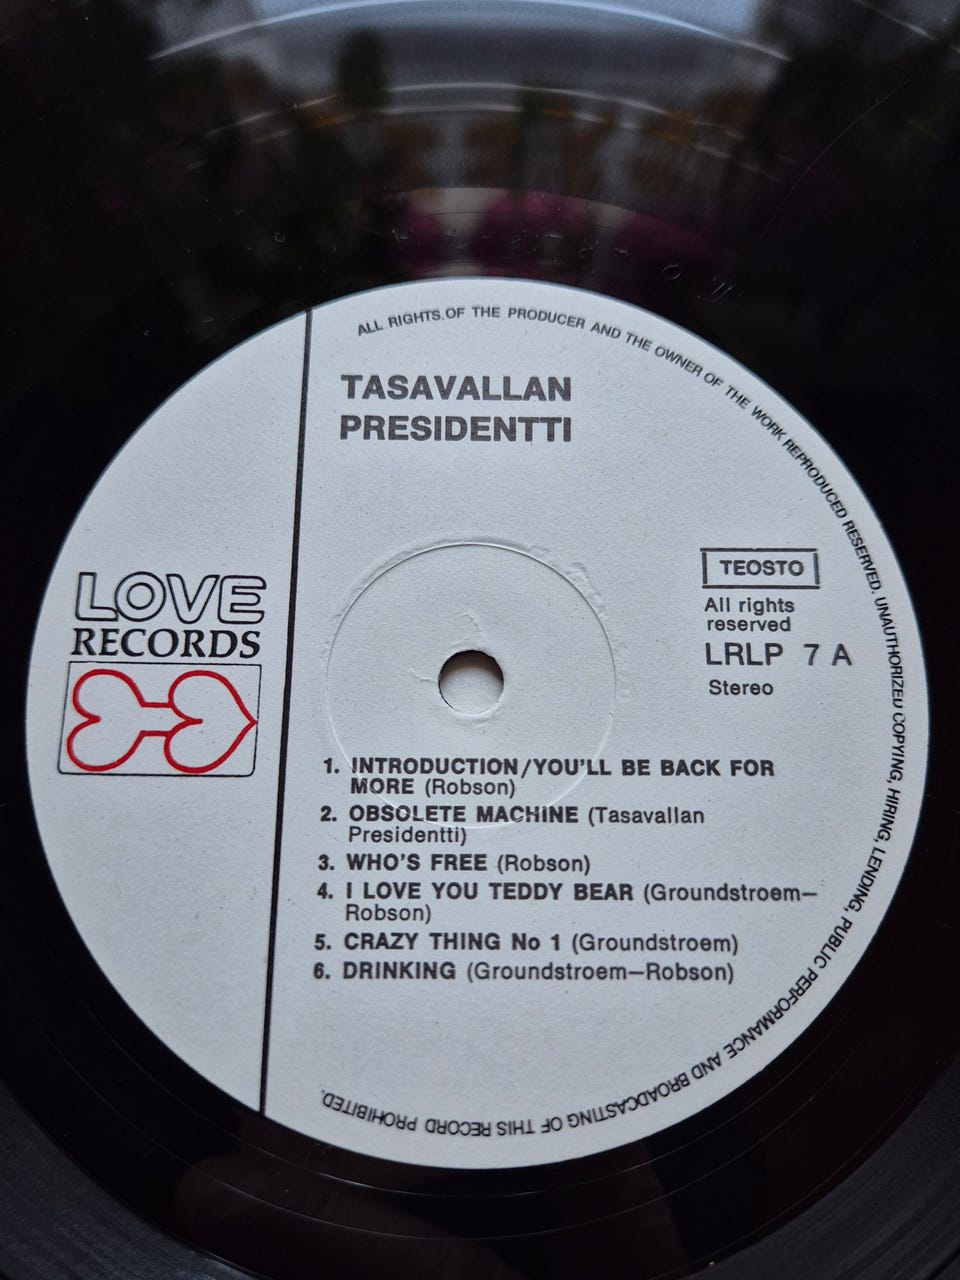 ALL RIGHTS OF THE PRODUCER AND THE OWNER OF THE WORK REPRODUCED RESERVED. UNAUTHORIZED COPYING, HIRING, LENDING, PUBLIC PERFORMANCE AND BROADCASTING OF THIS RECORD PROHIBITED.
TASAVALLAN
PRESIDENTTI
LOVE
RECORDS
TEOSTO
All rights
reserved
LRLP 7 A
Stereo
1. INTRODUCTION/YOU'LL BE BACK FOR
MORE (Robson)
2. OBSOLETE MACHINE (Tasavallan
Presidentti)
3. WHO'S FREE (Robson)
4. I LOVE YOU TEDDY BEAR (Groundstroem—
Robson)
5. CRAZY THING No 1 (Groundstroem)
6. DRINKING (Groundstroem—Robson)